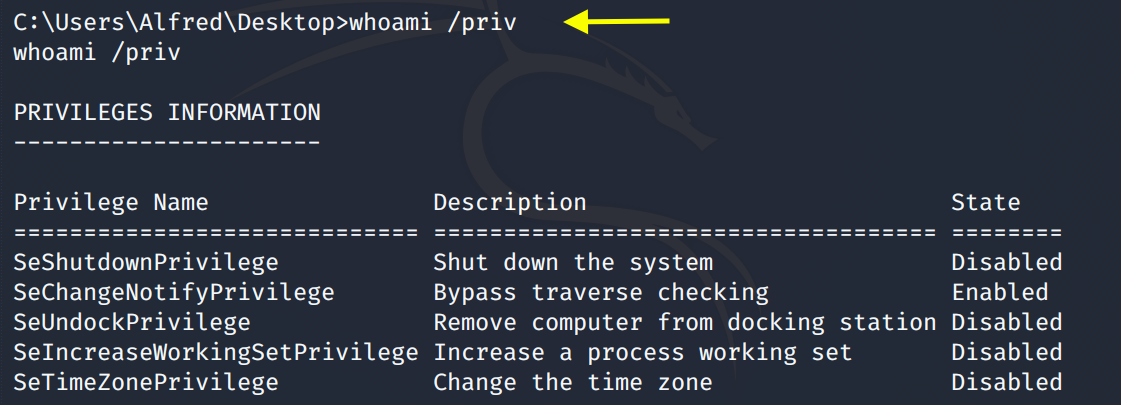 C:\Users\Alfred\Desktop>whoami /priv
whoami /priv
PRIVILEGES INFORMATION
----------------------
Privilege Name                Description                          State
============================= ==================================== ========
SeShutdownPrivilege           Shut down the system                 Disabled
SeChangeNotifyPrivilege       Bypass traverse checking             Enabled
SeUndockPrivilege             Remove computer from docking station Disabled
SeIncreaseWorkingSetPrivilege Increase a process working set       Disabled
SeTimeZonePrivilege           Change the time zone                 Disabled